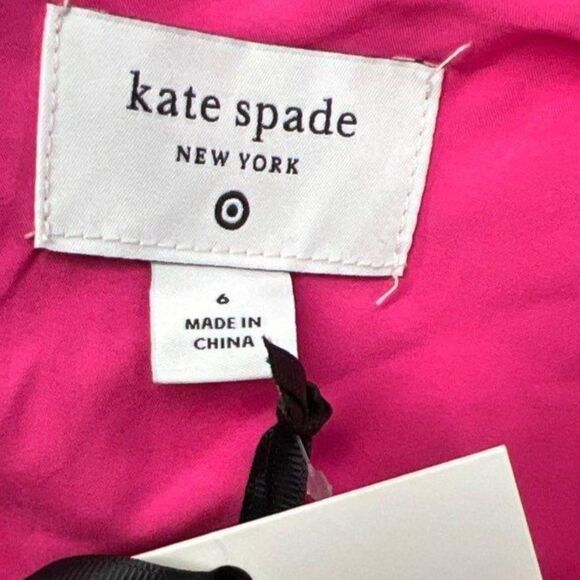 kate spade
NEW YORK
6
MADE IN
CHINA